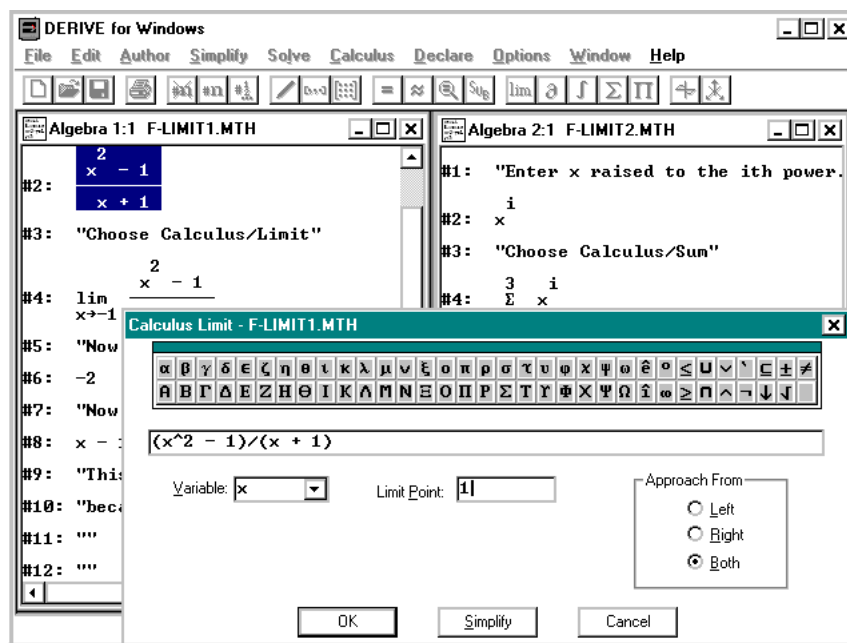 DERIVE for Windows
File Edit Author Simplify Solve Calculus Declare Options Window Help
lim ∂ ∫ Σ Π
Algebra 1:1 F-LIMIT1.MTH
2
x - 1
#2:
x + 1
#3: "Choose Calculus/Limit"
2
x - 1
#4: lim
x→-1
#5: "Now
#6: -2
#7: "Now
#8: x - 1
#9: "This
#10: "beca
#11: ""
#12: ""
Algebra 2:1 F-LIMIT2.MTH
#1: "Enter x raised to the ith power.
i
#2: x
#3: "Choose Calculus/Sum"
3 i
#4: Σ x
Calculus Limit - F-LIMIT1.MTH
α β γ δ ε ζ η θ ι κ λ μ ν ξ ο π ρ σ τ υ φ χ ψ ω ê º ≤ ∪ ∨ ` ⊆ ± ≠
Α Β Γ Δ Ε Ζ Η Θ Ι Κ Λ Μ Ν Ξ Ο Π Ρ Σ Τ Υ Φ Χ Ψ Ω î ∞ ≥ ∩ ∧ ¬ ↓ √
(x^2 - 1)/(x + 1)
Variable: x Limit Point: 1
Approach From
Left
Right
Both
OK Simplify Cancel